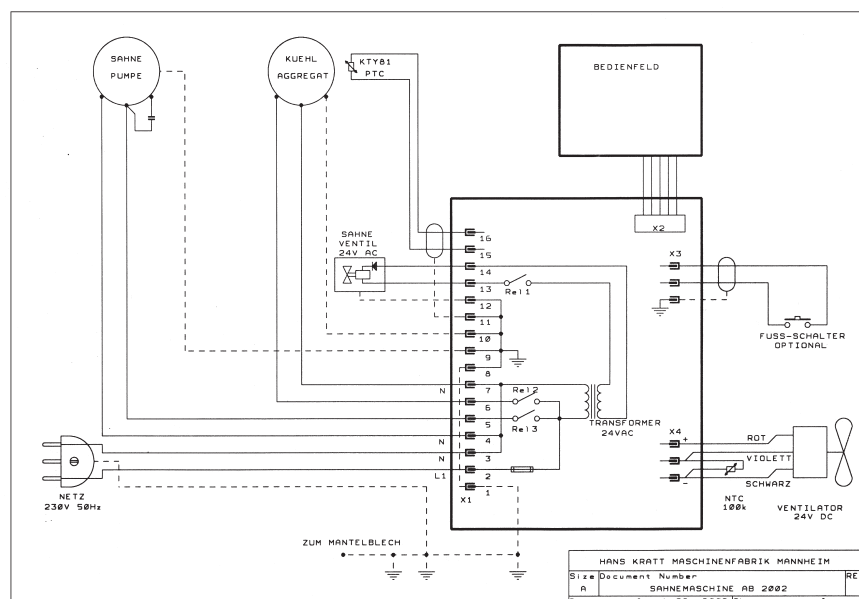 SAHNE
PUMPE
KUEHL
AGGREGAT
KTY81
PTC
BEDIENFELD
X2
SAHNE
VENTIL
24V AC
16
15
14
13
12
11
10
9
8
7
6
5
4
3
2
1
X1
Rel1
Rel2
Rel3
N
N
N
L1
TRANSFORMER
24VAC
X3
FUSS-SCHALTER
OPTIONAL
X4
+
-
ROT
VIOLETT
SCHWARZ
NTC
100k
VENTILATOR
24V DC
NETZ
230V 50Hz
ZUM MANTELBLECH
HANS KRATT MASCHINENFABRIK MANNHEIM
Size Document Number RE
A SAHNEMASCHINE AB 2002